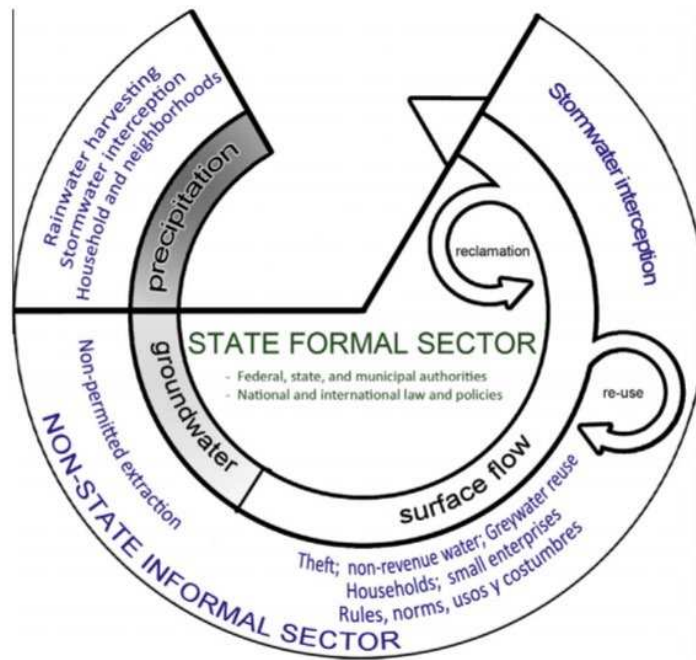 Rainwater harvesting
Stormwater interception
Household and neighborhoods
precipitation
Stormwater interception
reclamation
STATE FORMAL SECTOR
- Federal, state, and municipal authorities
- National and international law and policies
groundwater
Non-permitted extraction
NON-STATE INFORMAL SECTOR
re-use
surface flow
Theft; non-revenue water; Greywater reuse
Households; small enterprises
Rules, norms, usos y costumbres